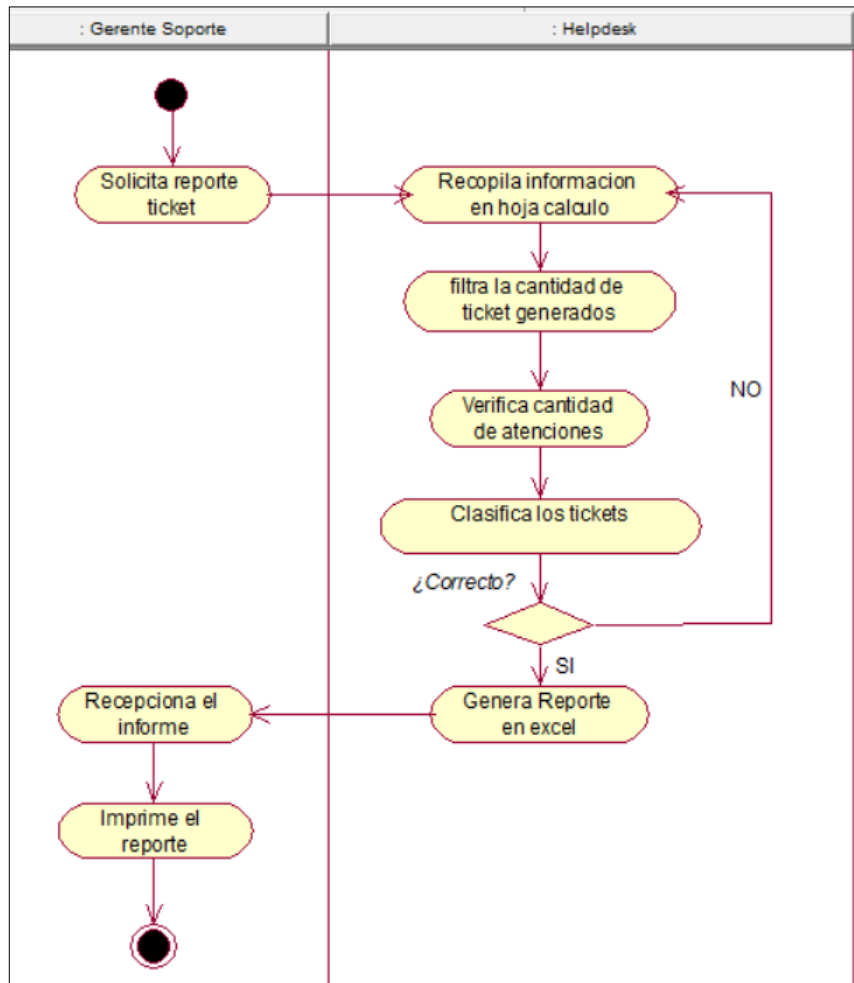 : Gerente Soporte
: Helpdesk
Solicita reporte
ticket
Recopila informacion
en hoja calculo
filtra la cantidad de
ticket generados
Verifica cantidad
de atenciones
NO
Clasifica los tickets
¿Correcto?
SI
Genera Reporte
en excel
Recepciona el
informe
Imprime el
reporte